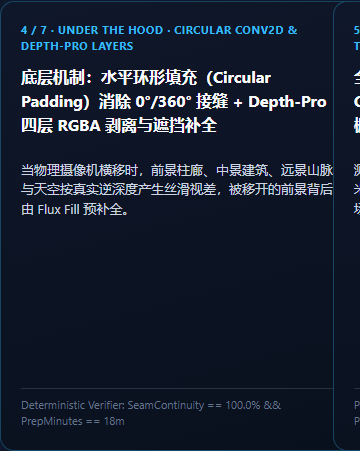 4 / 7 · UNDER THE HOOD · CIRCULAR CONV2D &
DEPTH-PRO LAYERS
底层机制：水平环形填充（Circular
Padding）消除 0°/360° 接缝 + Depth-Pro
四层 RGBA 剥离与遮挡补全
当物理摄像机横移时，前景柱廊、中景建筑、远景山脉
与天空按真实逆深度产生丝滑视差，被移开的前景背后
由 Flux Fill 预补全。
Deterministic Verifier: SeamContinuity == 100.0% &&
PrepMinutes == 18m